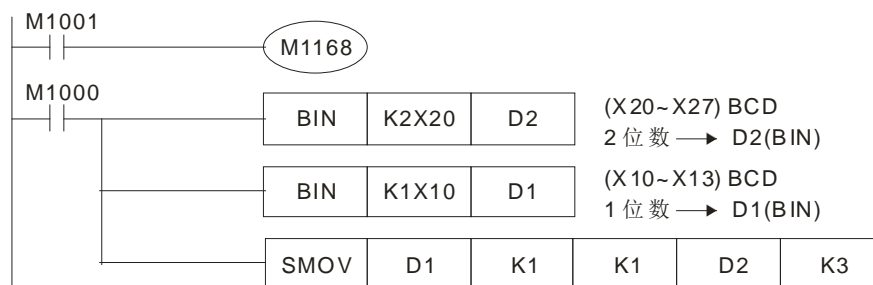 M1001
M1168
M1000
BIN K2X20 D2
(X20~X27) BCD
2 位数 → D2(BIN)
BIN K1X10 D1
(X10~X13) BCD
1 位数 → D1(BIN)
SMOV D1 K1 K1 D2 K3